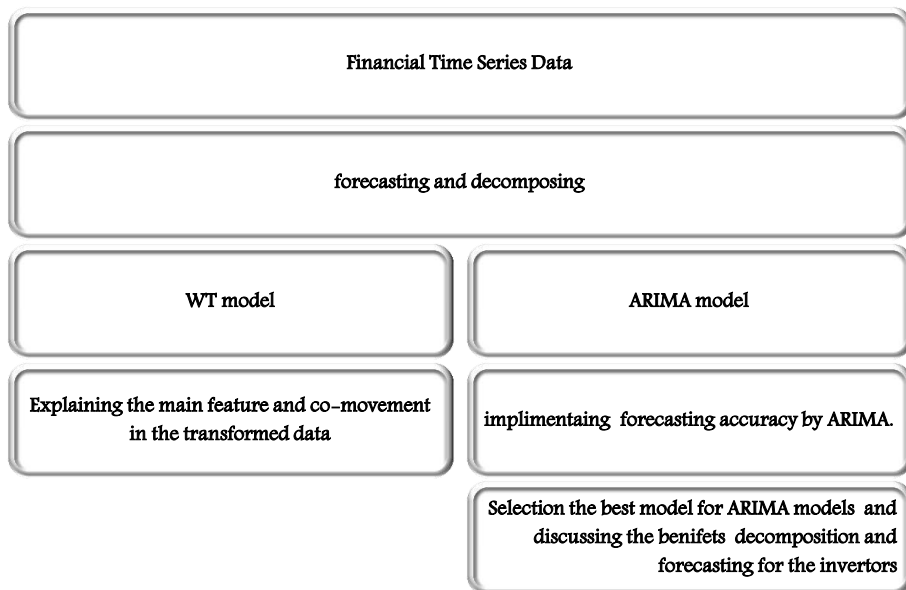 Financial Time Series Data
forecasting and decomposing
WT model
ARIMA model
Explaining the main feature and co-movement
in the transformed data
implimentaing forecasting accuracy by ARIMA.
Selection the best model for ARIMA models and
discussing the benifets decomposition and
forecasting for the invertors